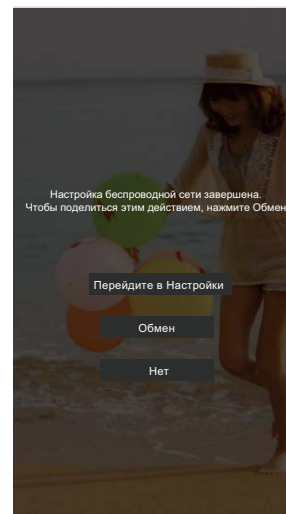 Настройка беспроводной сети завершена.
Чтобы поделиться этим действием, нажмите Обмен
Перейдите в Настройки
Обмен
Нет